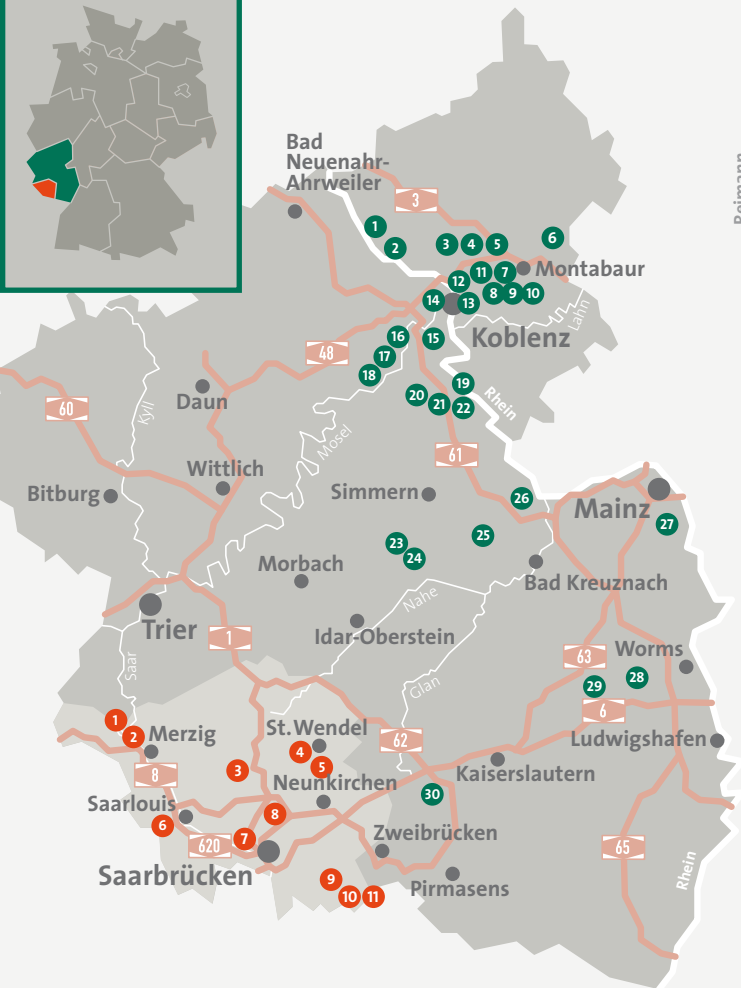 Bad
Neuenahr-
Ahrweiler
Reimann
3
1
2
3
4
5
6
Montabaur
11
7
12
8
9
10
14
13
Koblenz
Lahn
16
15
48
17
18
19
Daun
20
21
22
Rhein
60
Kyll
Mosel
61
Wittlich
Bitburg
Simmern
26
Mainz
27
25
23
24
Morbach
Bad Kreuznach
Nahe
Trier
1
Idar-Oberstein
Saar
63
Worms
28
29
Glan
6
1
2
Merzig
St.Wendel
4
5
62
Ludwigshafen
3
8
Neunkirchen
Kaiserslautern
30
Saarlouis
6
8
7
620
Zweibrücken
65
Saarbrücken
9
10
11
Pirmasens
Rhein